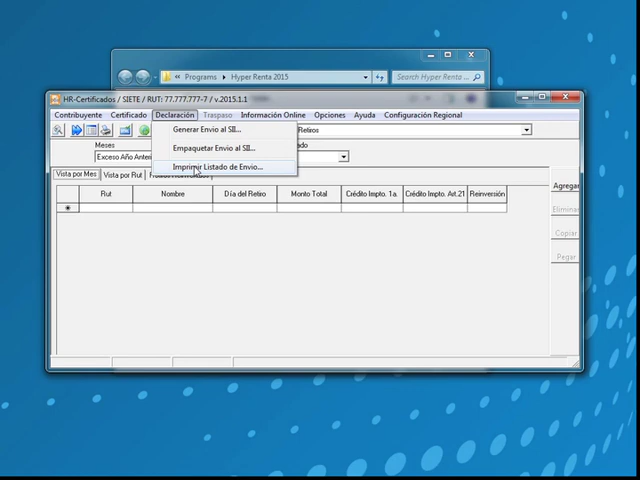 « Programs ▸ Hyper Renta 2015
Search Hyper Renta ...
HR-Certificados / SIETE / RUT: 77.777.777-7 / v.2015.1.1
Contribuyente Certificado Declaración Traspaso Información Online Opciones Ayuda Configuración Regional
Generar Envio al SII...
Retiros
Meses
Empaquetar Envio al SII...
Exceso Año Anteri
Imprimir Listado de Envio...
Vista por Mes Vista por Rut
Agregar
Rut Nombre Día del Retiro Monto Total Crédito Impto. 1a. Crédito Impto. Art.21 Reinversión
Eliminar
Copiar
Pegar